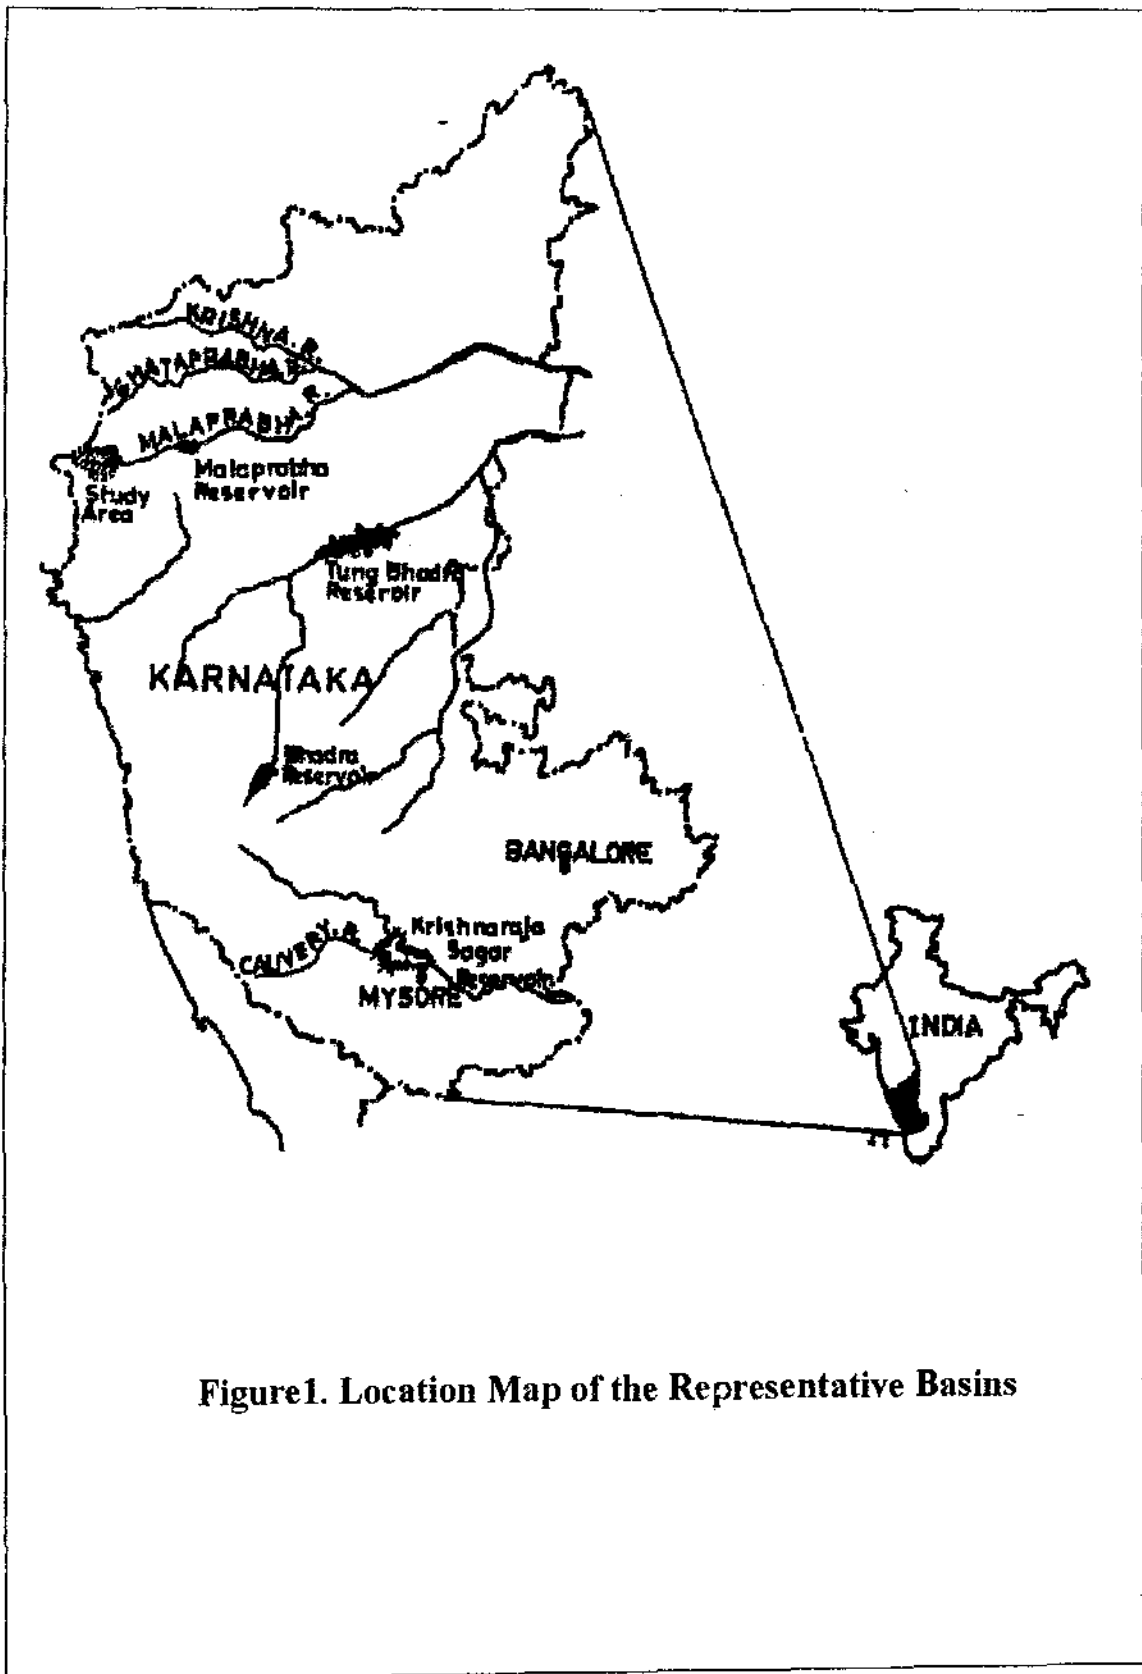 KRISHNA.R.
GHATAPRABHA R.
MALAPRABHA.R.
Malaprabha
Reservoir
Study
Area
Tung Bhadra
Reservoir
KARNATAKA
Bhadra
Reservoir
BANGALORE
Krishnaraja
Sagar
Reservoir
CAUVERY.R.
MYSORE
INDIA
Figure1. Location Map of the Representative Basins